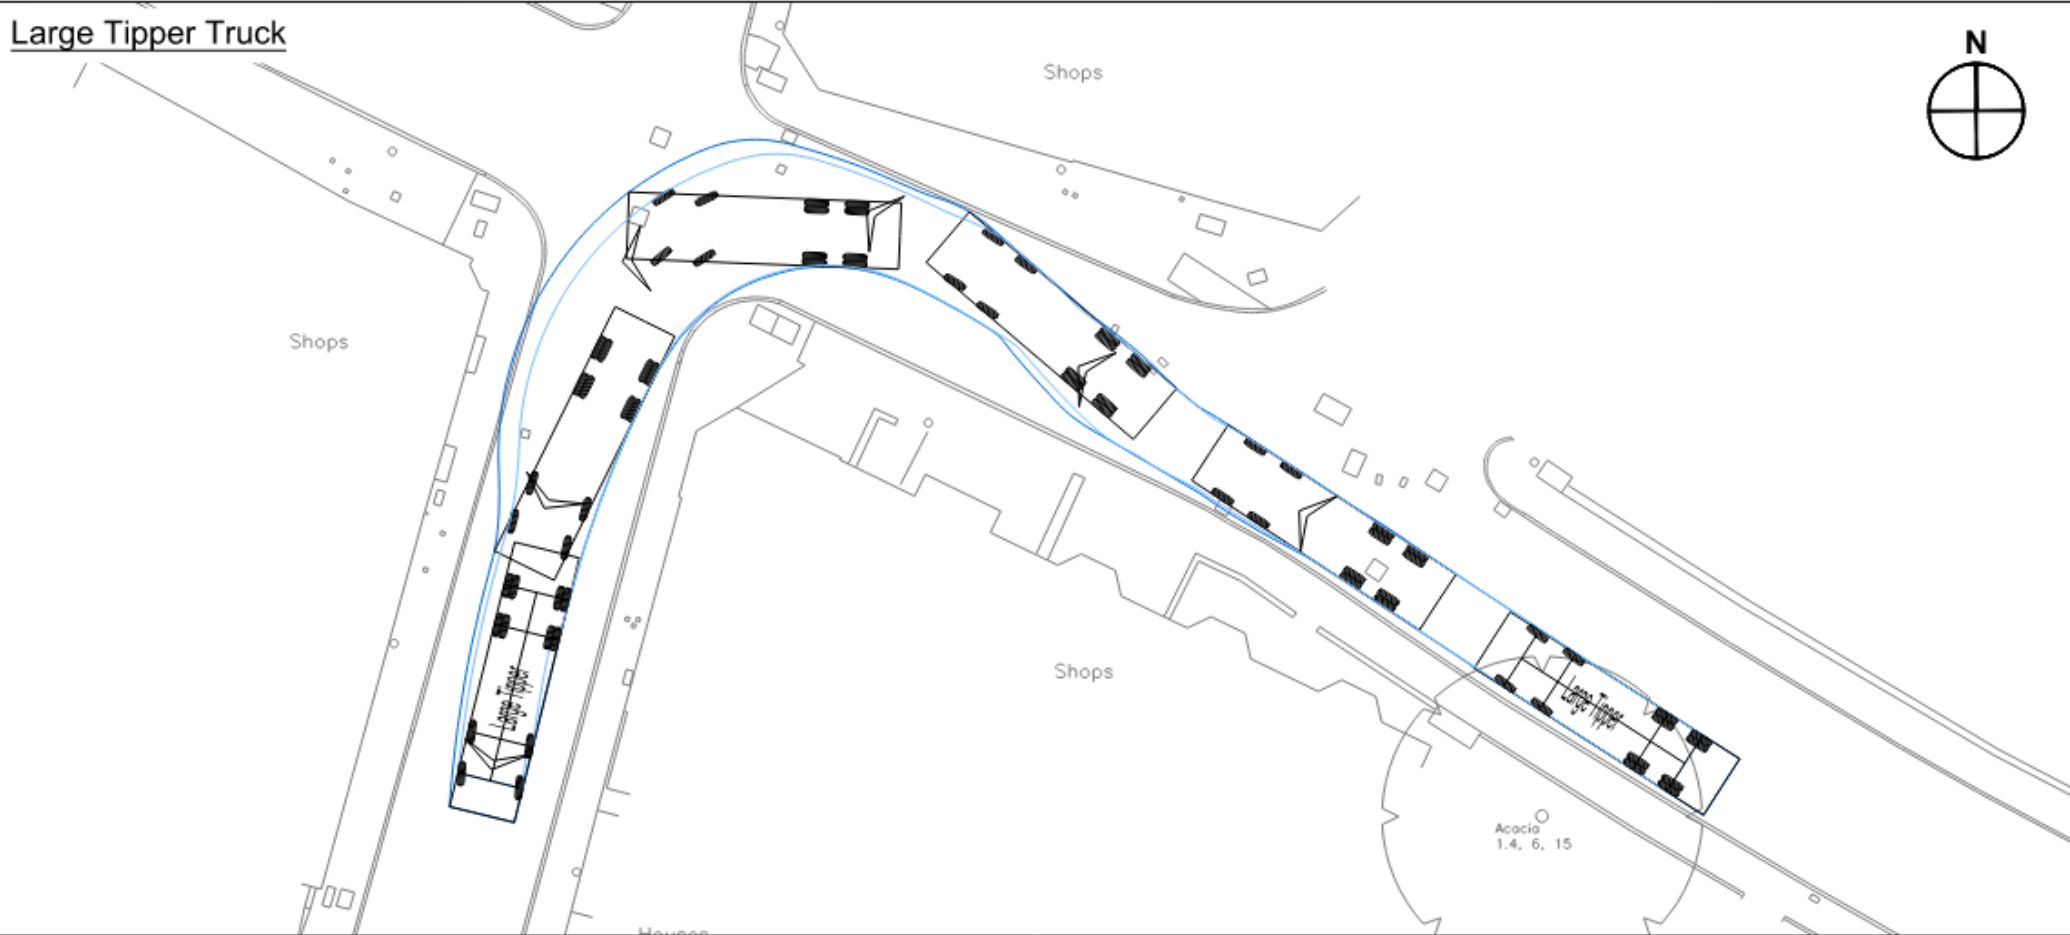 Large Tipper Truck
N
Shops
Shops
Shops
Large Tipper
Large Tipper
Acacia
1.4, 6, 15
Houses